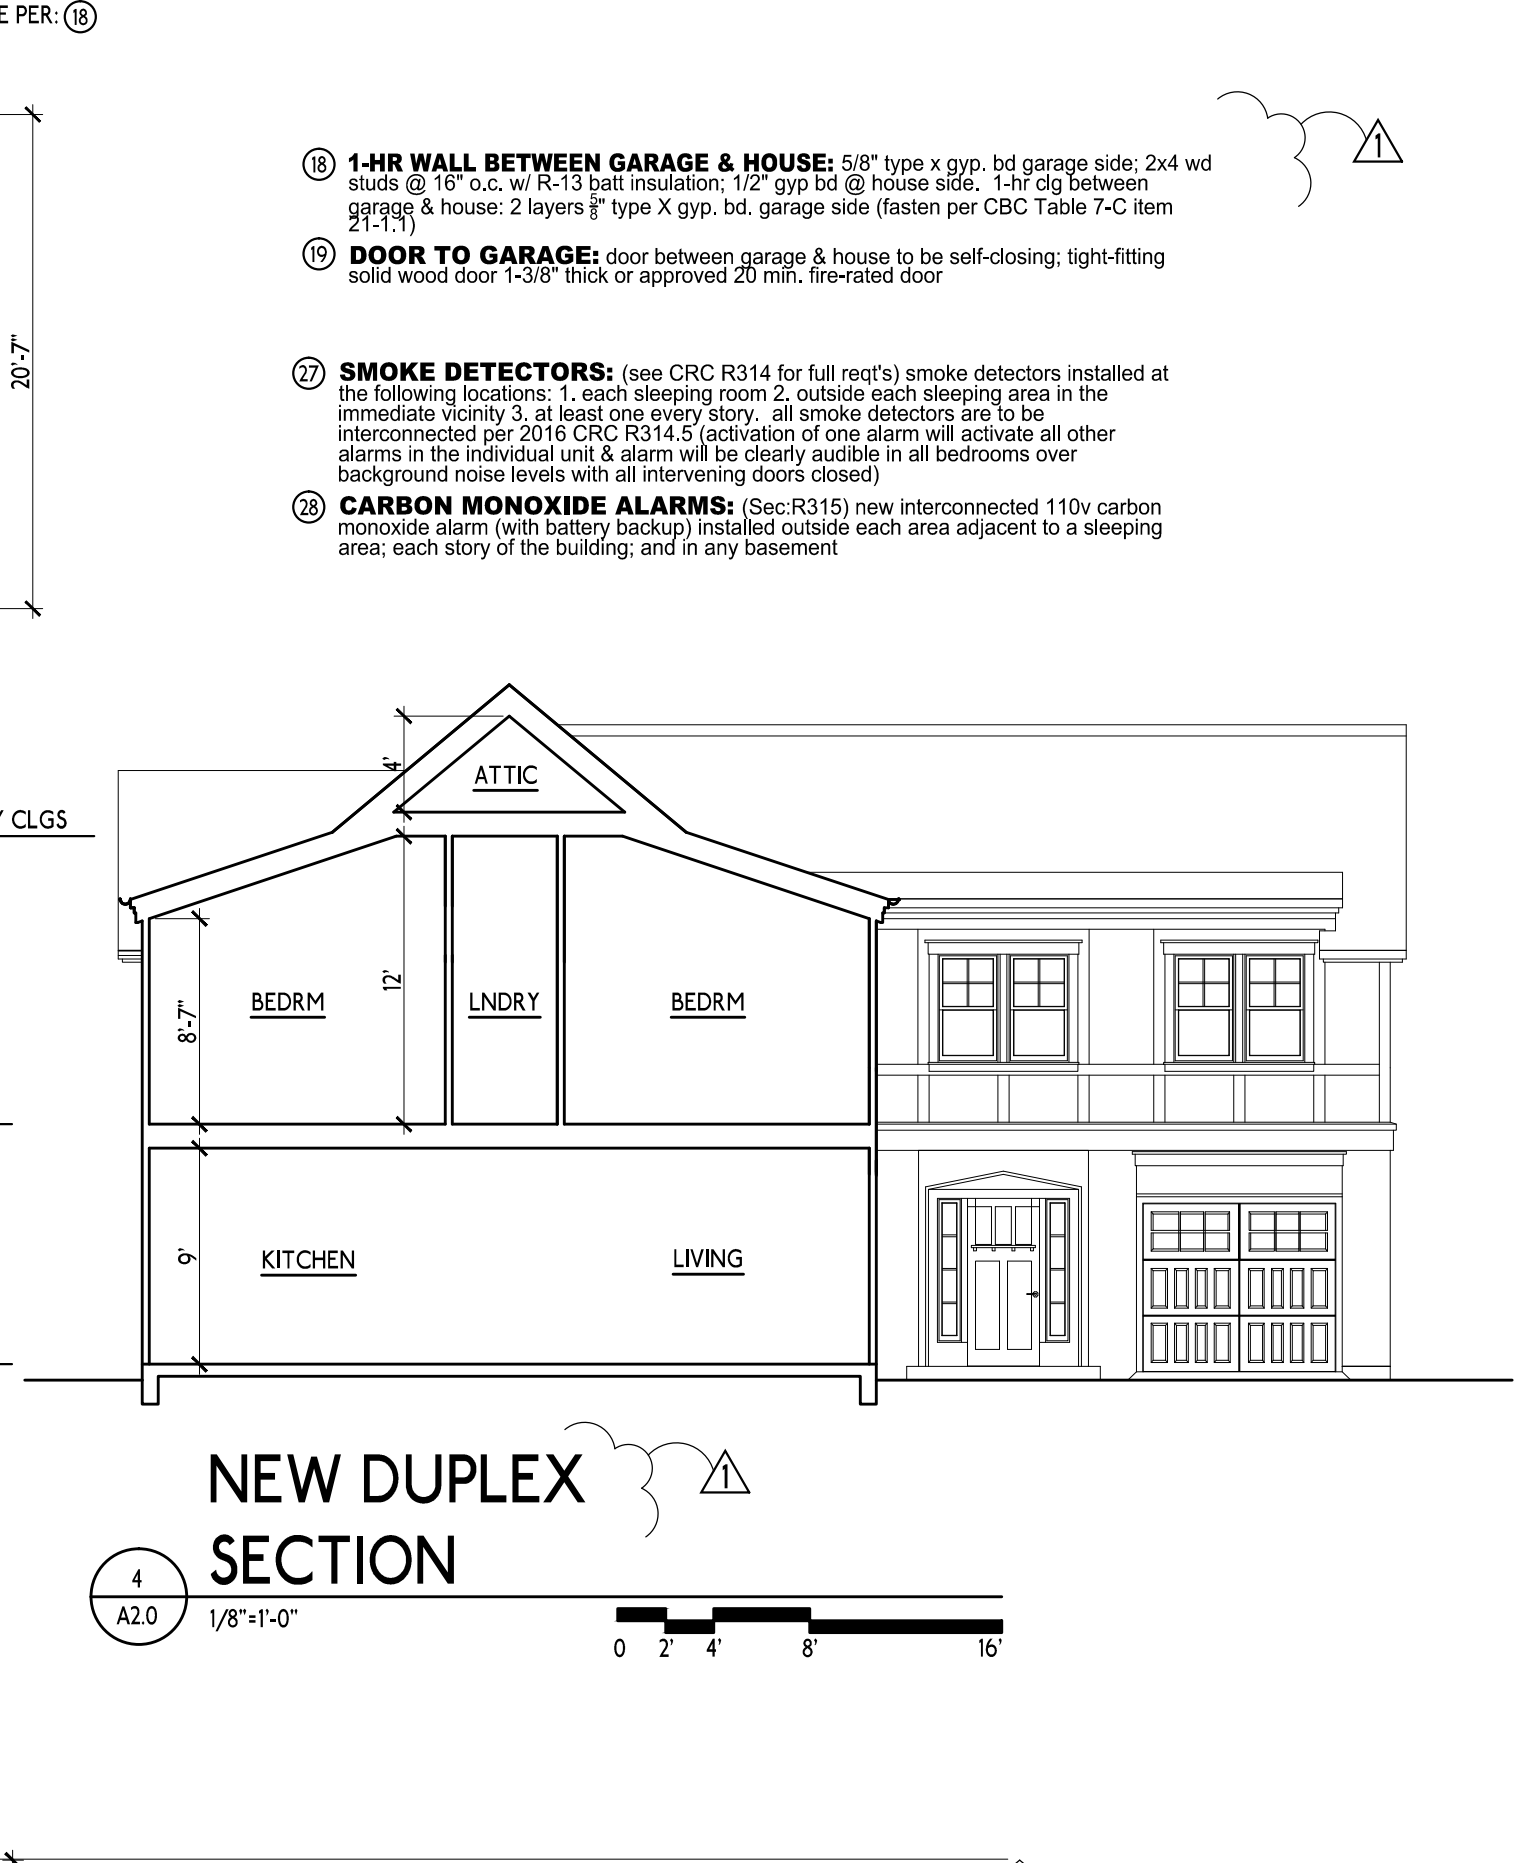 E PER: 18
1
18 1-HR WALL BETWEEN GARAGE & HOUSE: 5/8" type x gyp. bd garage side; 2x4 wd
studs @ 16" o.c. w/ R-13 batt insulation; 1/2" gyp bd @ house side.  1-hr clg between
garage & house: 2 layers 5/8" type X gyp. bd. garage side (fasten per CBC Table 7-C item
21-1.1)
19 DOOR TO GARAGE: door between garage & house to be self-closing; tight-fitting
solid wood door 1-3/8" thick or approved 20 min. fire-rated door
20'-7"
27 SMOKE DETECTORS: (see CRC R314 for full reqt's) smoke detectors installed at
the following locations: 1. each sleeping room 2. outside each sleeping area in the
immediate vicinity 3. at least one every story.  all smoke detectors are to be
interconnected per 2016 CRC R314.5 (activation of one alarm will activate all other
alarms in the individual unit & alarm will be clearly audible in all bedrooms over
background noise levels with all intervening doors closed)
28 CARBON MONOXIDE ALARMS: (Sec:R315) new interconnected 110v carbon
monoxide alarm (with battery backup) installed outside each area adjacent to a sleeping
area; each story of the building; and in any basement
4'
ATTIC
CLGS
12'
8'-7"
BEDRM
LNDRY
BEDRM
9'
KITCHEN
LIVING
NEW DUPLEX
SECTION
1
4
A2.0
1/8"=1'-0"
0 2' 4' 8' 16'